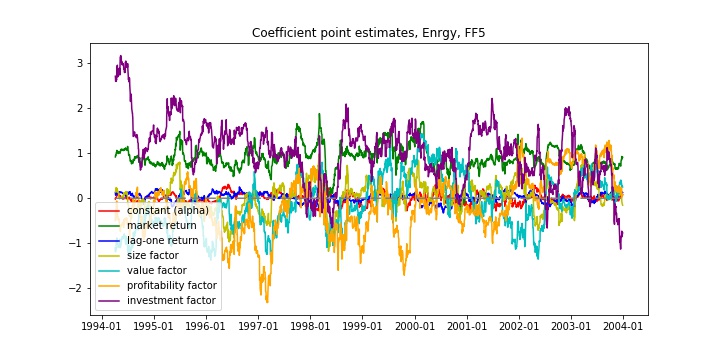 Coefficient point estimates, Enrgy, FF5
3
2
1
0
−1
−2
constant (alpha)
market return
lag-one return
size factor
value factor
profitability factor
investment factor
1994-01 1995-01 1996-01 1997-01 1998-01 1999-01 2000-01 2001-01 2002-01 2003-01 2004-01